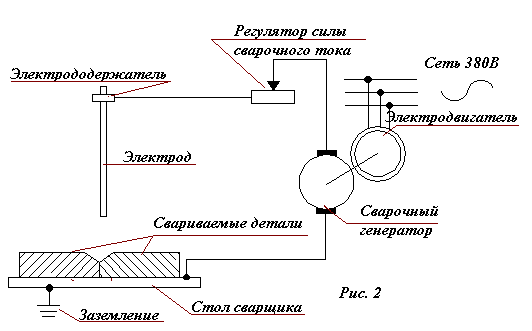 Регулятор силы
сварочного тока
Сеть 380В
Электрододержатель
Электродвигатель
Электрод
Сварочный
генератор
Свариваемые детали
Рис. 2
Стол сварщика
Заземление